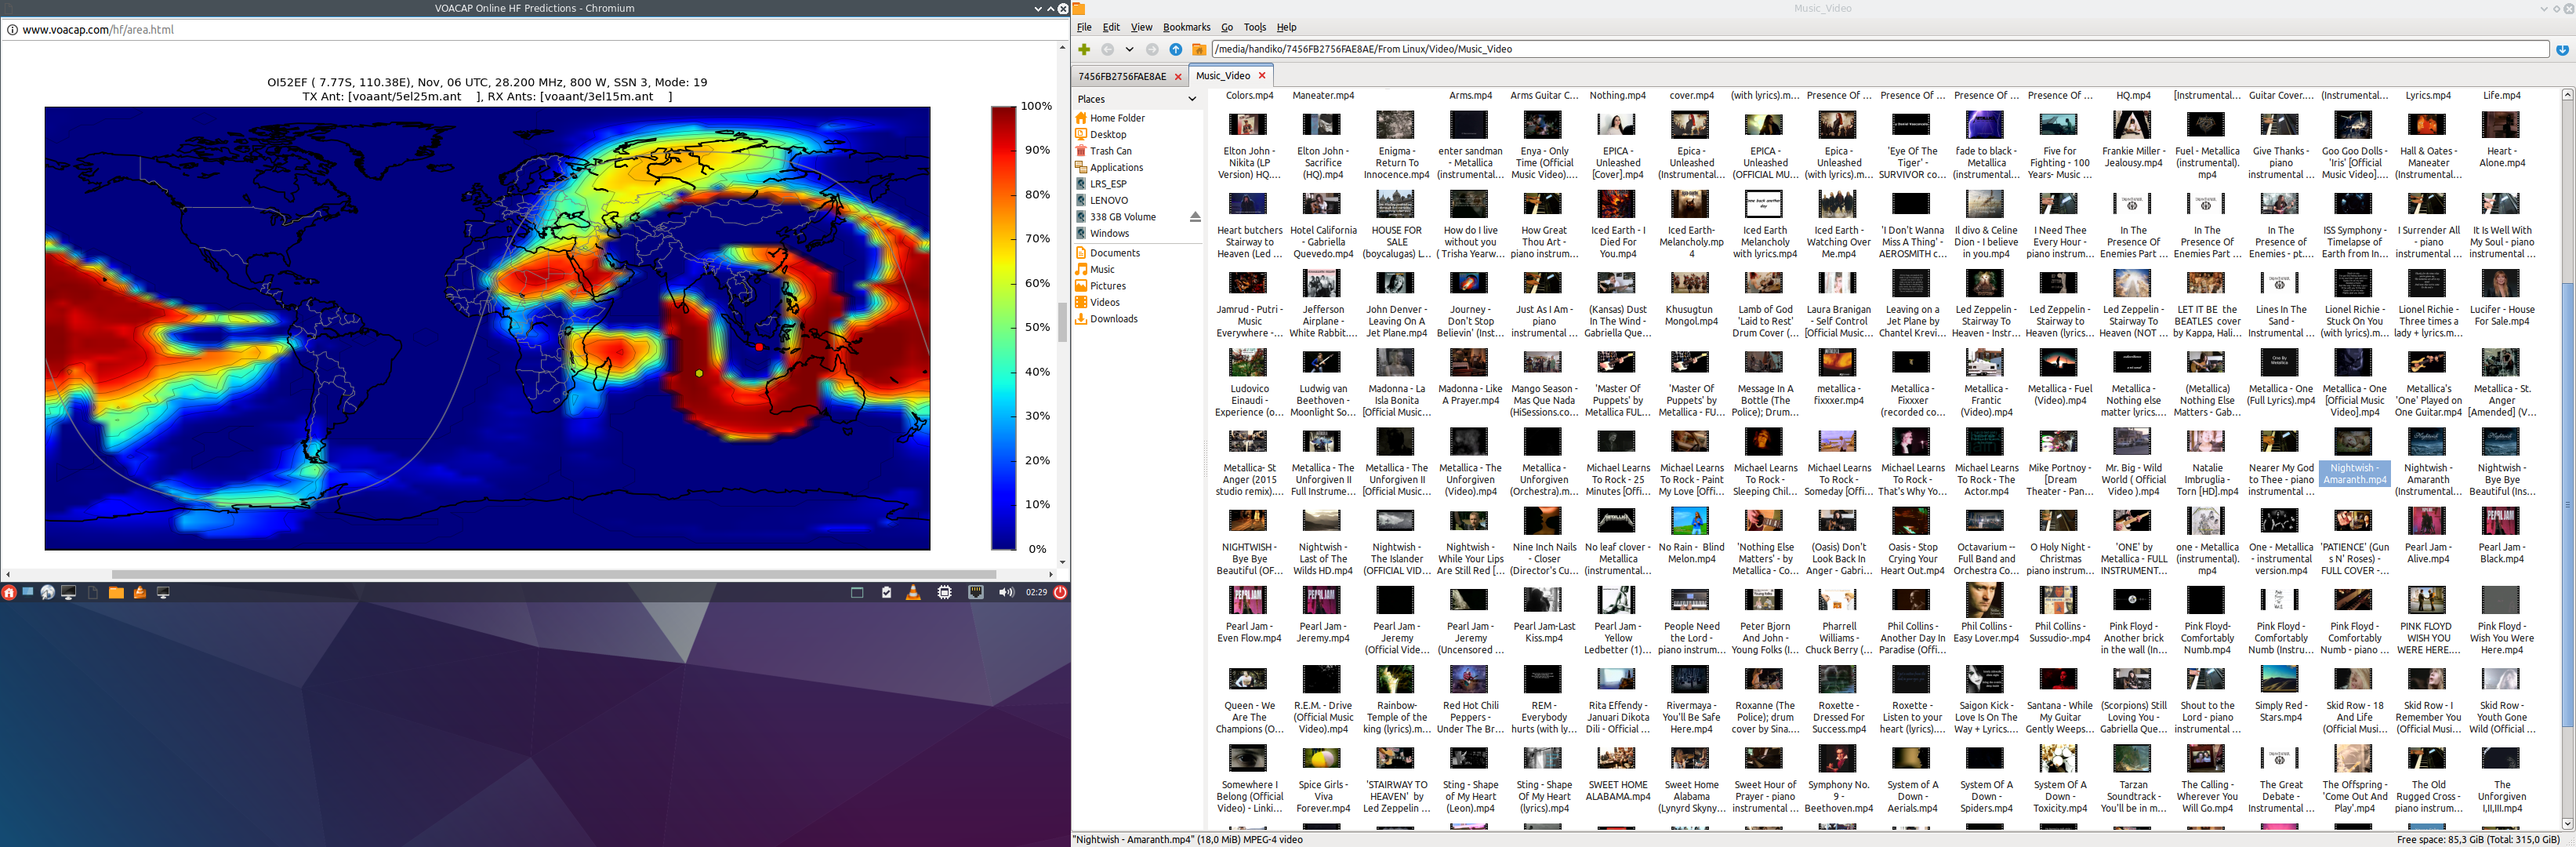 VOACAP Online HF Predictions - Chromium
www.voacap.com/hf/area.html
OI52EF ( 7.77S, 110.38E), Nov, 06 UTC, 28.200 MHz, 800 W, SSN 3, Mode: 19
TX Ant: [voaant/5el25m.ant ], RX Ants: [voaant/3el15m.ant ]
100%
90%
80%
70%
60%
50%
40%
30%
20%
10%
0%
02:29
Music_Video
File Edit View Bookmarks Go Tools Help
/media/handiko/7456FB2756FAE8AE/From Linux/Video/Music_Video
7456FB2756FAE8AE Music_Video
Places
Home Folder
Desktop
Trash Can
Applications
LRS_ESP
LENOVO
338 GB Volume
Windows
Documents
Music
Pictures
Videos
Downloads
Colors.mp4 Maneater.mp4 Arms.mp4 Arms Guitar C... Nothing.mp4 cover.mp4 (with lyrics).m... Presence Of ... Presence Of ... Presence Of ... Presence Of ... HQ.mp4 [Instrumental... Guitar Cover.... (Instrumental... Lyrics.mp4 Life.mp4
Elton John - Elton John - Enigma - enter sandman Enya - Only EPICA - Epica - EPICA - Epica - 'Eye Of The fade to black - Five for Frankie Miller - Fuel - Metallica Give Thanks - Goo Goo Dolls - Hall & Oates - Heart -
Nikita (LP Sacrifice Return To - Metallica Time (Official Unleashed Unleashed Unleashed Unleashed Tiger' - Metallica Fighting - 100 Jealousy.mp4 (instrumental). piano 'Iris' [Official Maneater Alone.mp4
Version) HQ.... (HQ).mp4 Innocence.mp4 (instrumental... Music Video).... [Cover].mp4 (Instrumental... (OFFICIAL MU... (with lyrics).m... SURVIVOR co... (instrumental... Years- Music ... mp4 instrumental ... Music Video].... (Instrumental...
Heart butchers Hotel California HOUSE FOR How do I live How Great Iced Earth - I Iced Earth- Iced Earth Iced Earth - 'I Don't Wanna Il divo & Celine I Need Thee In The In The In The ISS Symphony - I Surrender All It Is Well With
Stairway to - Gabriella SALE without you Thou Art - Died For Melancholy.mp Melancholy Watching Over Miss A Thing' - Dion - I believe Every Hour - Presence Of Presence Of Presence of Timelapse of - piano My Soul - piano
Heaven (Led ... Quevedo.mp4 (boycalugas) L... ( Trisha Yearw... piano instrum... You.mp4 4 with lyrics.mp4 Me.mp4 AEROSMITH c... in you.mp4 piano instrum... Enemies Part ... Enemies Part ... Enemies - pt.... Earth from In... instrumental ... instrumental ...
Jamrud - Putri - Jefferson John Denver - Journey - Just As I Am - (Kansas) Dust Khusugtun Lamb of God Laura Branigan Leaving on a Led Zeppelin - Led Zeppelin - Led Zeppelin - LET IT BE the Lines In The Lionel Richie - Lionel Richie - Lucifer - House
Music Airplane - Leaving On A Don't Stop piano In The Wind - Mongol.mp4 'Laid to Rest' - Self Control Jet Plane by Stairway To Stairway to Stairway To BEATLES cover Sand - Stuck On You Three times a For Sale.mp4
Everywhere -... White Rabbit.... Jet Plane.mp4 Believin' (Inst... instrumental ... Gabriella Que... Drum Cover (... [Official Music... Chantel Krevi... Heaven - Instr... Heaven (lyrics... Heaven (NOT ... by Kappa, Hali... Instrumental ... (with lyrics).m... lady + lyrics.m...
Ludovico Ludwig van Madonna - La Madonna - Like Mango Season - 'Master Of 'Master Of Message In A metallica - Metallica - Metallica - Metallica - Fuel Metallica - (Metallica) Metallica - One Metallica - One Metallica's Metallica - St.
Einaudi - Beethoven - Isla Bonita A Prayer.mp4 Mas Que Nada Puppets' by Puppets' by Bottle (The fixxxer.mp4 Fixxxer Frantic (Video).mp4 Nothing else Nothing Else (Full Lyrics).mp4 [Official Music 'One' Played on Anger
Experience (o... Moonlight So... [Official Music... (HiSessions.co... Metallica FUL... Metallica - FU... Police); Drum... (recorded co... (Video).mp4 matter lyrics.... Matters - Gab... Video].mp4 One Guitar.mp4 [Amended] (V...
Metallica- St Metallica - The Metallica - The Metallica - The Metallica - Michael Learns Michael Learns Michael Learns Michael Learns Michael Learns Michael Learns Mike Portnoy - Mr. Big - Wild Natalie Nearer My God Nightwish - Nightwish - Nightwish -
Anger (2015 Unforgiven II Unforgiven II Unforgiven Unforgiven To Rock - 25 To Rock - Paint To Rock - To Rock - To Rock - To Rock - The [Dream World ( Official Imbruglia - to Thee - piano Amaranth.mp4 Amaranth Bye Bye
studio remix).... Full Instrume... [Official Music... (Video).mp4 (Orchestra).m... Minutes [Offi... My Love [Offi... Sleeping Chil... Someday [Offi... That's Why Yo... Actor.mp4 Theater - Pan... Video ).mp4 Torn [HD].mp4 instrumental ... (Instrumental... Beautiful (Ins...
NIGHTWISH - Nightwish - Nightwish - Nightwish - Nine Inch Nails No leaf clover - No Rain - Blind 'Nothing Else (Oasis) Don't Oasis - Stop Octavarium -- O Holy Night - 'ONE' by one - Metallica One - Metallica 'PATIENCE' (Gun Pearl Jam - Pearl Jam -
Bye Bye Last of The The Islander While Your Lips - Closer Metallica Melon.mp4 Matters' - by Look Back In Crying Your Full Band and Christmas Metallica - FULL (instrumental). - instrumental s N' Roses) - Alive.mp4 Black.mp4
Beautiful (OF... Wilds HD.mp4 (OFFICIAL VID... Are Still Red [... (Director's Cu... (instrumental... Metallica - Co... Anger - Gabri... Heart Out.mp4 Orchestra Co... piano instrum... INSTRUMENT... mp4 version.mp4 FULL COVER -...
Pearl Jam - Pearl Jam - Pearl Jam - Pearl Jam - Pearl Jam-Last Pearl Jam - People Need Peter Bjorn Pharrell Phil Collins - Phil Collins - Phil Collins - Pink Floyd - Pink Floyd- Pink Floyd - Pink Floyd - PINK FLOYD Pink Floyd -
Even Flow.mp4 Jeremy.mp4 Jeremy Jeremy Kiss.mp4 Yellow the Lord - And John - Williams - Another Day In Easy Lover.mp4 Sussudio-.mp4 Another brick Comfortably Comfortably Comfortably WISH YOU Wish You Were
(Official Vide... (Uncensored ... Ledbetter (1)... piano instrum... Young Folks (I... Chuck Berry (... Paradise (Offi... in the wall (In... Numb.mp4 Numb (Instru... Numb - piano ... WERE HERE.... Here.mp4
Queen - We R.E.M. - Drive Rainbow- Red Hot Chili REM - Rita Effendy - Rivermaya - Roxanne (The Roxette - Roxette - Saigon Kick - Santana - While (Scorpions) Still Shout to the Simply Red - Skid Row - 18 Skid Row - I Skid Row -
Are The (Official Music Temple of the Peppers - Everybody Januari Dikota You'll Be Safe Police); drum Dressed For Listen to your Love Is On The My Guitar Loving You - Lord - piano Stars.mp4 And Life Remember You Youth Gone
Champions (O... Video).mp4 king (lyrics).m... Under The Br... hurts (with ly... Dili - Official ... Here.mp4 cover by Sina.... Success.mp4 heart (lyrics).... Way + Lyrics.... Gently Weeps... Gabriella Que... instrumental ... (Official Musi... (Official Musi... Wild (Official ...
Somewhere I Spice Girls - 'STAIRWAY TO Sting - Shape Sting - Shape SWEET HOME Sweet Home Sweet Hour of Symphony No. System of A System Of A System Of A Tarzan The Calling - The Great The Offspring - The Old The
Belong (Official Viva HEAVEN' by of My Heart Of My Heart ALABAMA.mp4 Alabama Prayer - piano 9 - Down - Down - Down - Soundtrack - Wherever You Debate - 'Come Out And Rugged Cross - Unforgiven
Video) - Linki... Forever.mp4 Led Zeppelin ... (Leon).mp4 (lyrics).mp4 (Lynyrd Skyny... instrumental ... Beethoven.mp4 Aerials.mp4 Spiders.mp4 Toxicity.mp4 You'll be in m... Will Go.mp4 Instrumental ... Play'.mp4 piano instrum... I,II,III.mp4
"Nightwish - Amaranth.mp4" (18,0 MiB) MPEG-4 video
Free space: 85,3 GiB (Total: 315,0 GiB)